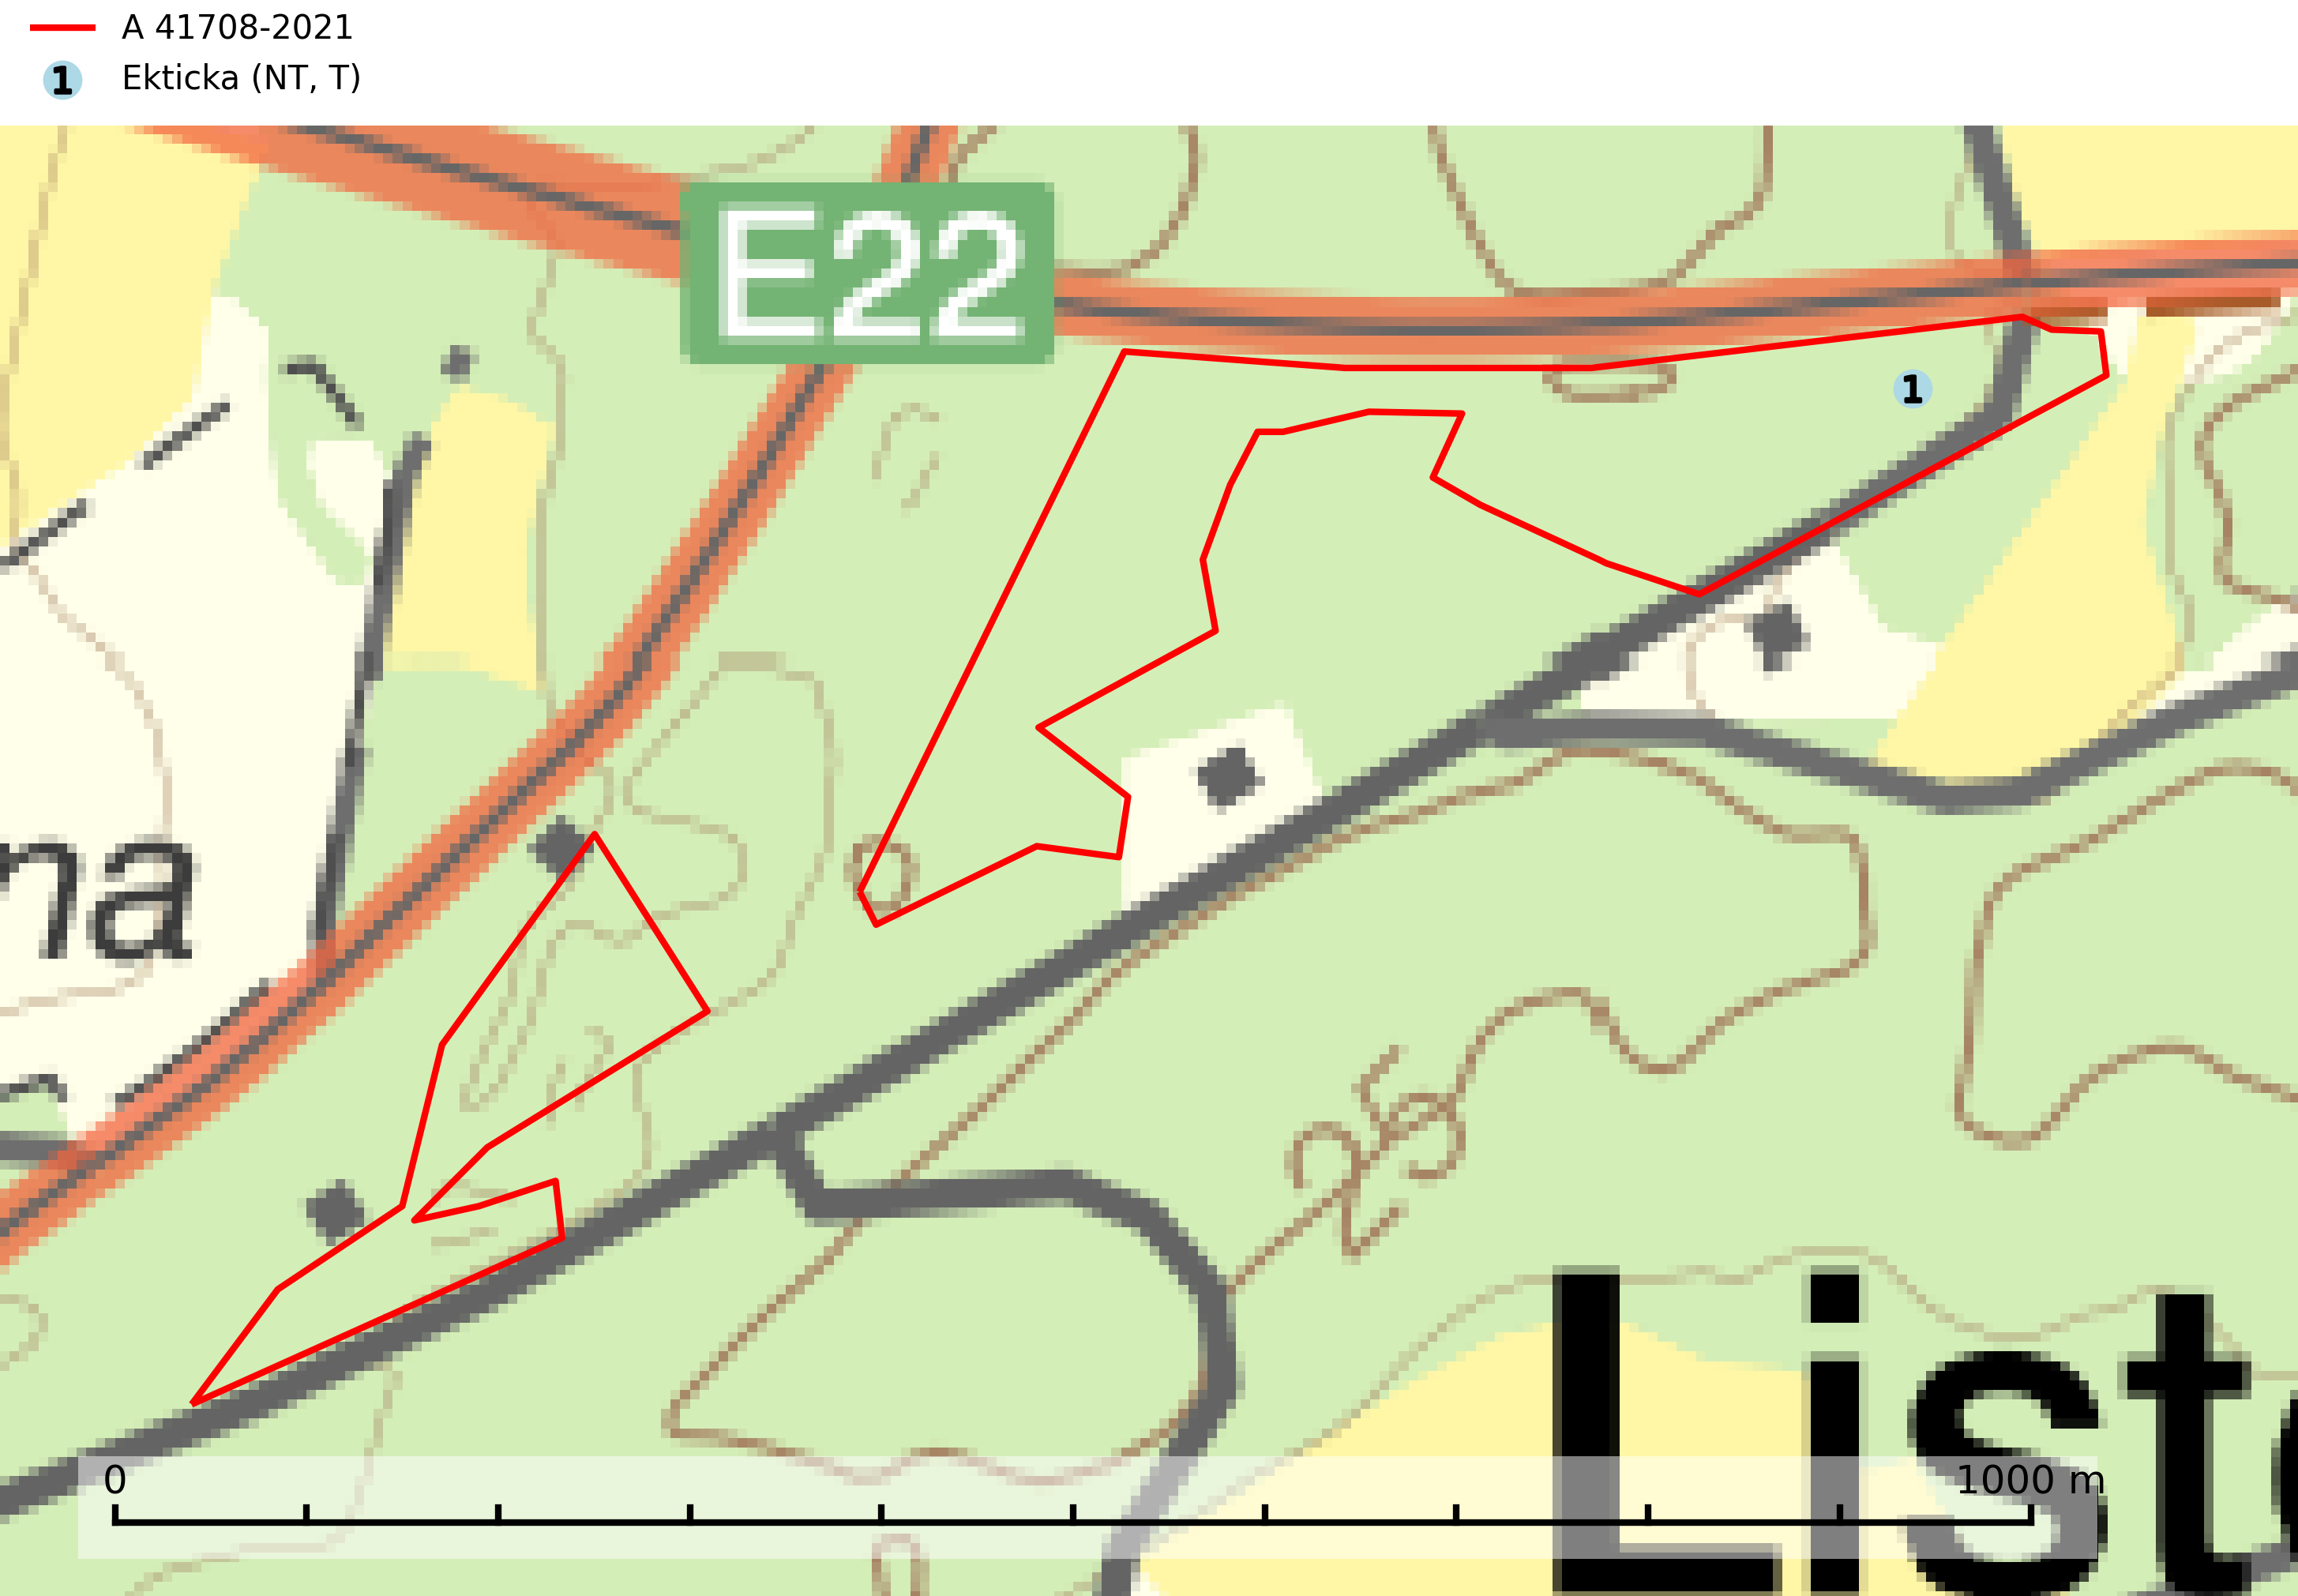 A 41708-2021
1 Ekticka (NT, T)
E22
1
na
25
List
0 1000 m